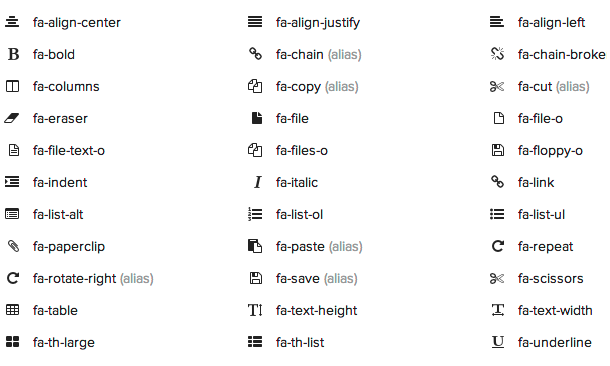 fa-align-center fa-align-justify fa-align-left
fa-bold fa-chain (alias) fa-chain-broke
fa-columns fa-copy (alias) fa-cut (alias)
fa-eraser fa-file fa-file-o
fa-file-text-o fa-files-o fa-floppy-o
fa-indent fa-italic fa-link
fa-list-alt fa-list-ol fa-list-ul
fa-paperclip fa-paste (alias) fa-repeat
fa-rotate-right (alias) fa-save (alias) fa-scissors
fa-table fa-text-height fa-text-width
fa-th-large fa-th-list fa-underline